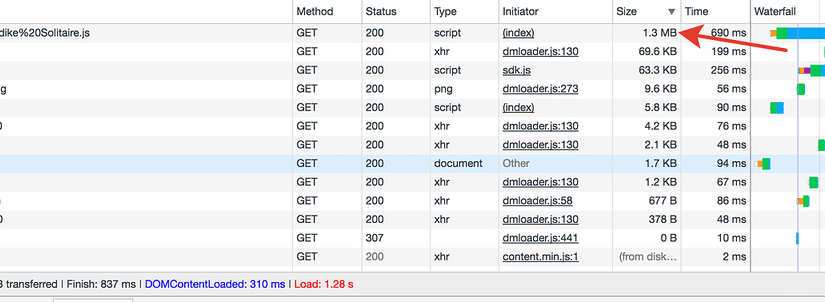 Method Status Type Initiator Size ▼ Time Waterfall
dike%20Solitaire.js GET 200 script (index) 1.3 MB 690 ms
GET 200 xhr dmloader.js:130 69.6 KB 199 ms
GET 200 script sdk.js 63.3 KB 256 ms
g GET 200 png dmloader.js:273 9.6 KB 56 ms
GET 200 script (index) 5.8 KB 90 ms
0 GET 200 xhr dmloader.js:130 4.2 KB 76 ms
GET 200 xhr dmloader.js:130 2.1 KB 48 ms
GET 200 document Other 1.7 KB 94 ms
GET 200 xhr dmloader.js:130 1.2 KB 67 ms
GET 200 xhr dmloader.js:58 677 B 86 ms
0 GET 200 xhr dmloader.js:130 378 B 48 ms
GET 307 dmloader.js:441 0 B 10 ms
GET 200 xhr content.min.js:1 (from disk... 2 ms
transferred | Finish: 837 ms | DOMContentLoaded: 310 ms | Load: 1.28 s